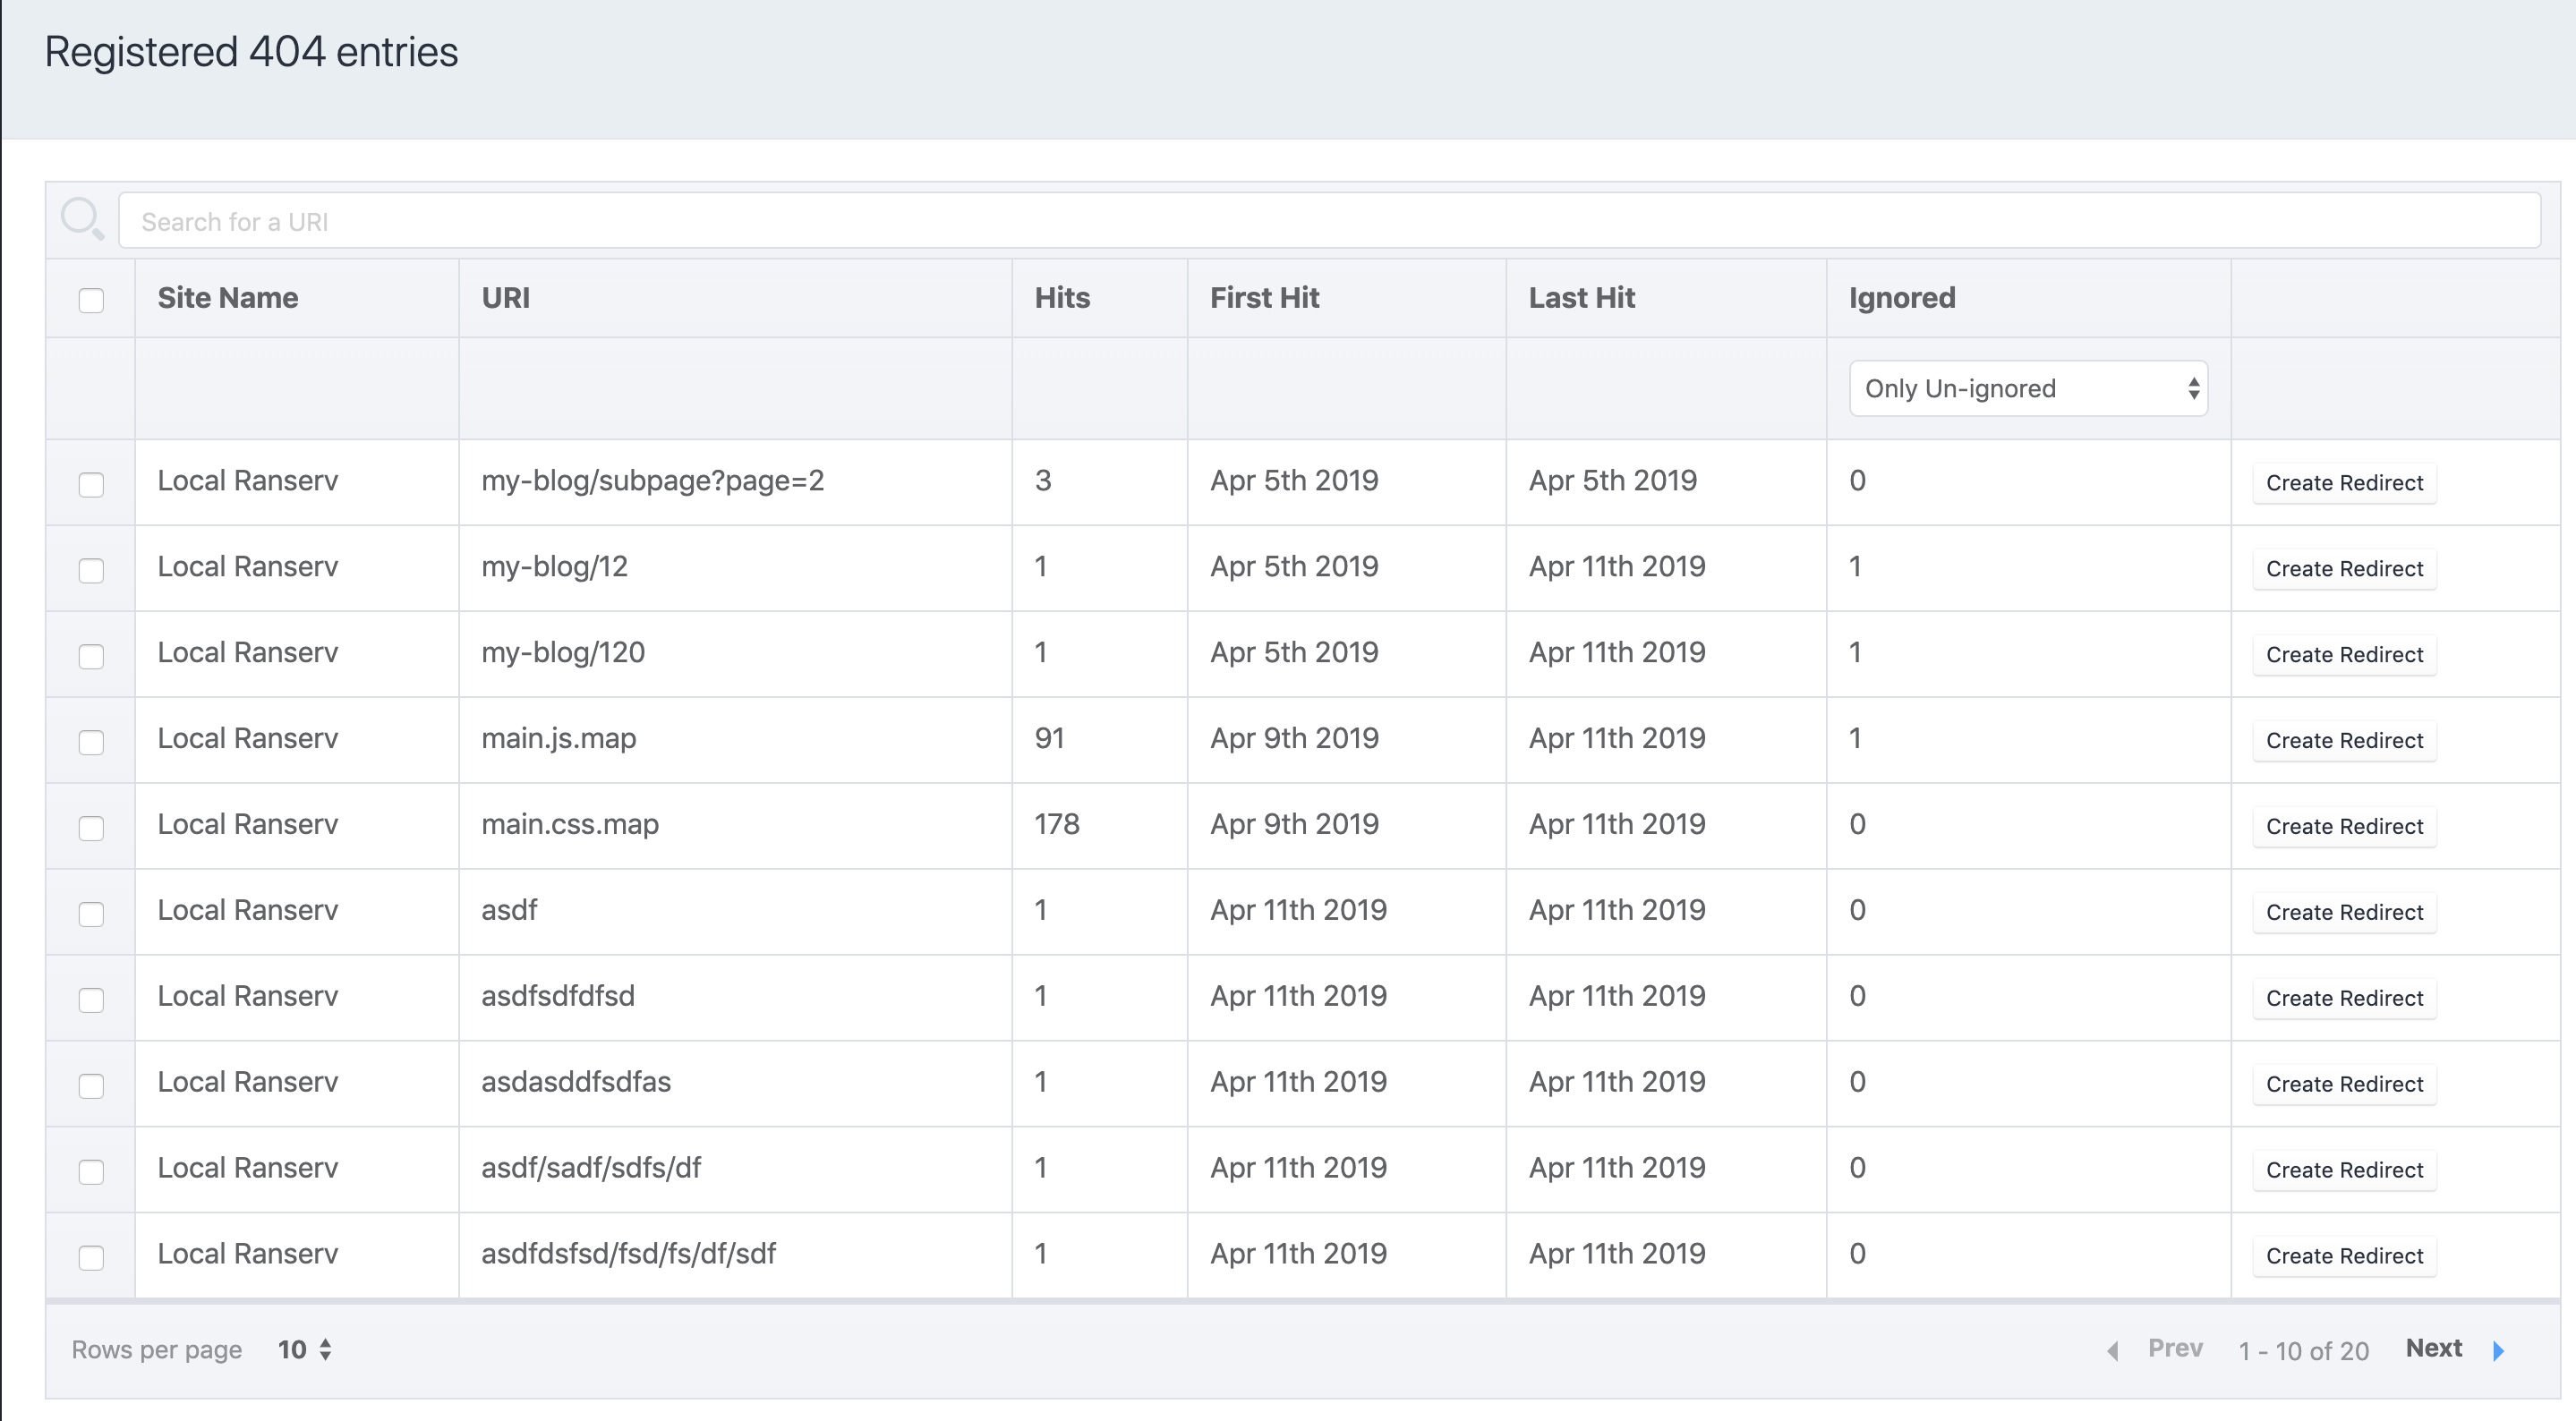 Registered 404 entries
Search for a URI
Site Name URI Hits First Hit Last Hit Ignored
Only Un-ignored
Local Ranserv my-blog/subpage?page=2 3 Apr 5th 2019 Apr 5th 2019 0 Create Redirect
Local Ranserv my-blog/12 1 Apr 5th 2019 Apr 11th 2019 1 Create Redirect
Local Ranserv my-blog/120 1 Apr 5th 2019 Apr 11th 2019 1 Create Redirect
Local Ranserv main.js.map 91 Apr 9th 2019 Apr 11th 2019 1 Create Redirect
Local Ranserv main.css.map 178 Apr 9th 2019 Apr 11th 2019 0 Create Redirect
Local Ranserv asdf 1 Apr 11th 2019 Apr 11th 2019 0 Create Redirect
Local Ranserv asdfsdfdfsd 1 Apr 11th 2019 Apr 11th 2019 0 Create Redirect
Local Ranserv asdasddfsdfas 1 Apr 11th 2019 Apr 11th 2019 0 Create Redirect
Local Ranserv asdf/sadf/sdfs/df 1 Apr 11th 2019 Apr 11th 2019 0 Create Redirect
Local Ranserv asdfdsfsd/fsd/fs/df/sdf 1 Apr 11th 2019 Apr 11th 2019 0 Create Redirect
Rows per page 10 Prev 1 - 10 of 20 Next